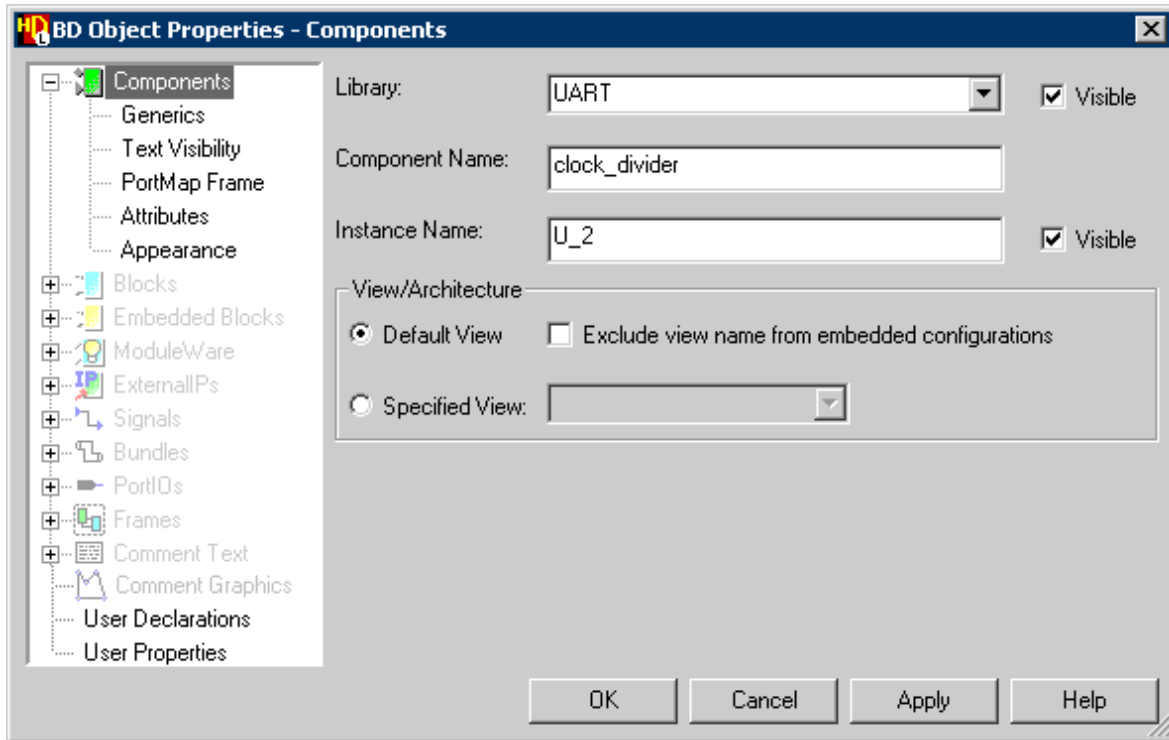 HDL BD Object Properties - Components
Components
Generics
Text Visibility
PortMap Frame
Attributes
Appearance
Blocks
Embedded Blocks
ModuleWare
IP ExternalIPs
Signals
Bundles
PortIOs
Frames
Comment Text
Comment Graphics
User Declarations
User Properties
Library: UART Visible
Component Name: clock_divider
Instance Name: U_2 Visible
View/Architecture
Default View Exclude view name from embedded configurations
Specified View:
OK Cancel Apply Help